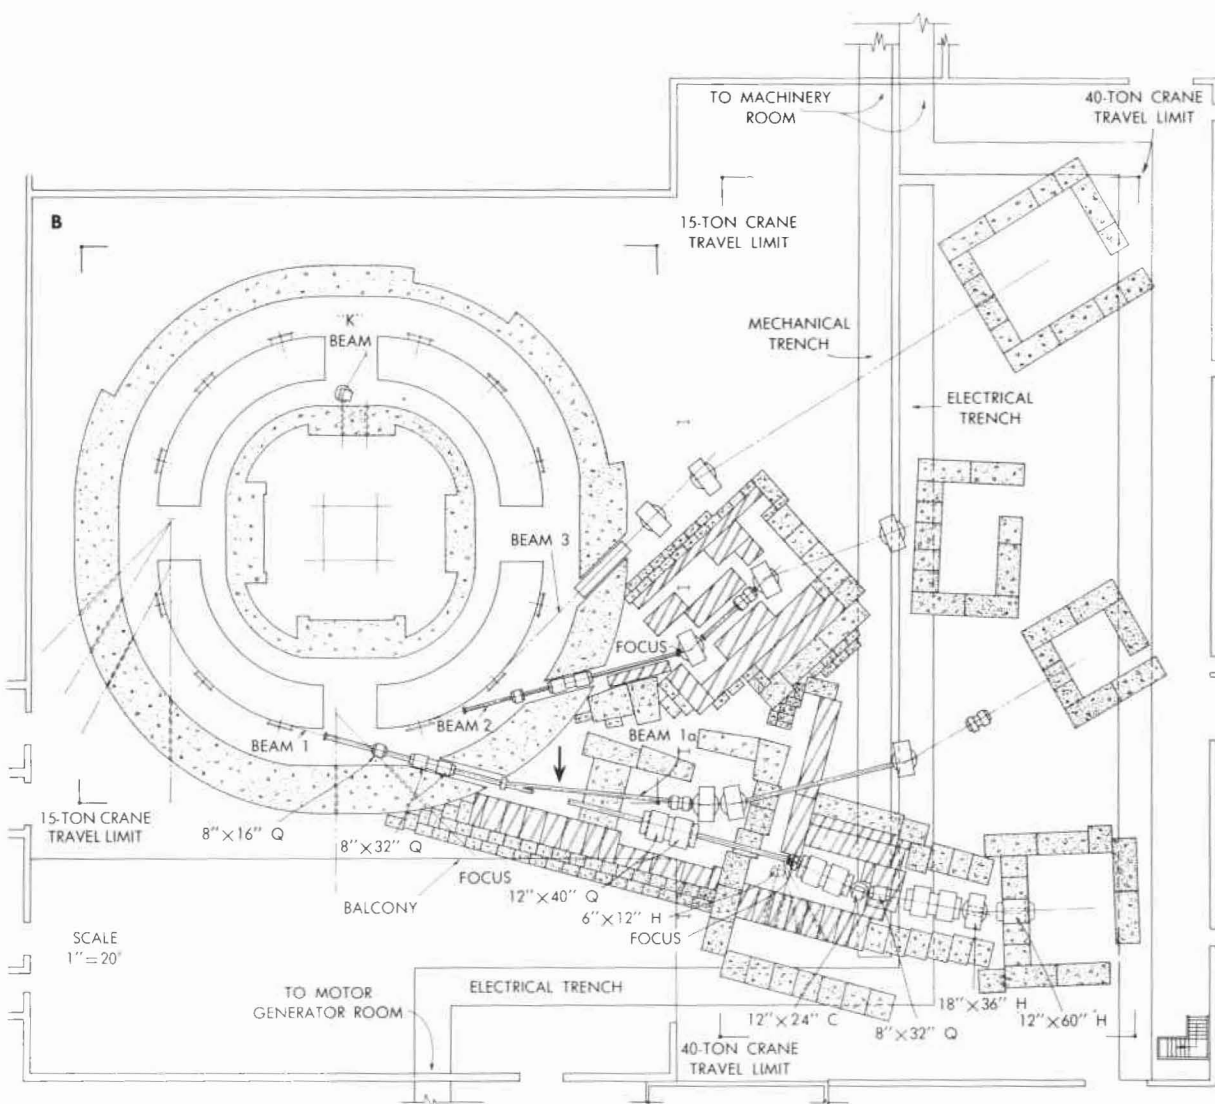 TO MACHINERY
ROOM
40-TON CRANE
TRAVEL LIMIT
B
15-TON CRANE
TRAVEL LIMIT
"K"
BEAM
MECHANICAL
TRENCH
ELECTRICAL
TRENCH
BEAM 3
FOCUS
BEAM 2
BEAM 1
BEAM 1a
15-TON CRANE
TRAVEL LIMIT
8"×16" Q
8"×32" Q
FOCUS
12"×40" Q
BALCONY
6"×12" H
FOCUS
SCALE
1"=20'
TO MOTOR
GENERATOR ROOM
ELECTRICAL TRENCH
12"×24" C
8"×32" Q
18"×36" H
12"×60" H
40-TON CRANE
TRAVEL LIMIT